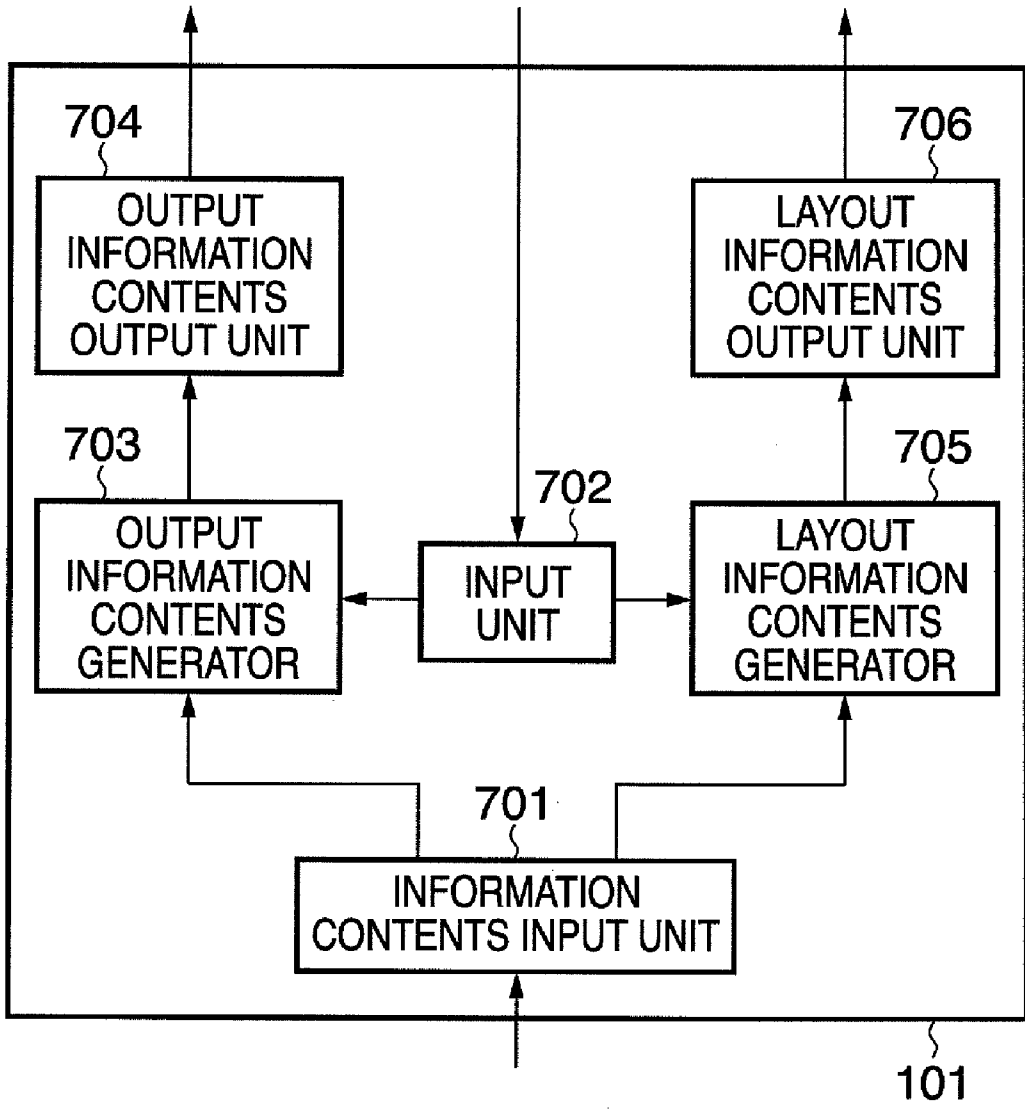 704
OUTPUT
INFORMATION
CONTENTS
OUTPUT UNIT
706
LAYOUT
INFORMATION
CONTENTS
OUTPUT UNIT
703
OUTPUT
INFORMATION
CONTENTS
GENERATOR
702
INPUT
UNIT
705
LAYOUT
INFORMATION
CONTENTS
GENERATOR
701
INFORMATION
CONTENTS INPUT UNIT
101